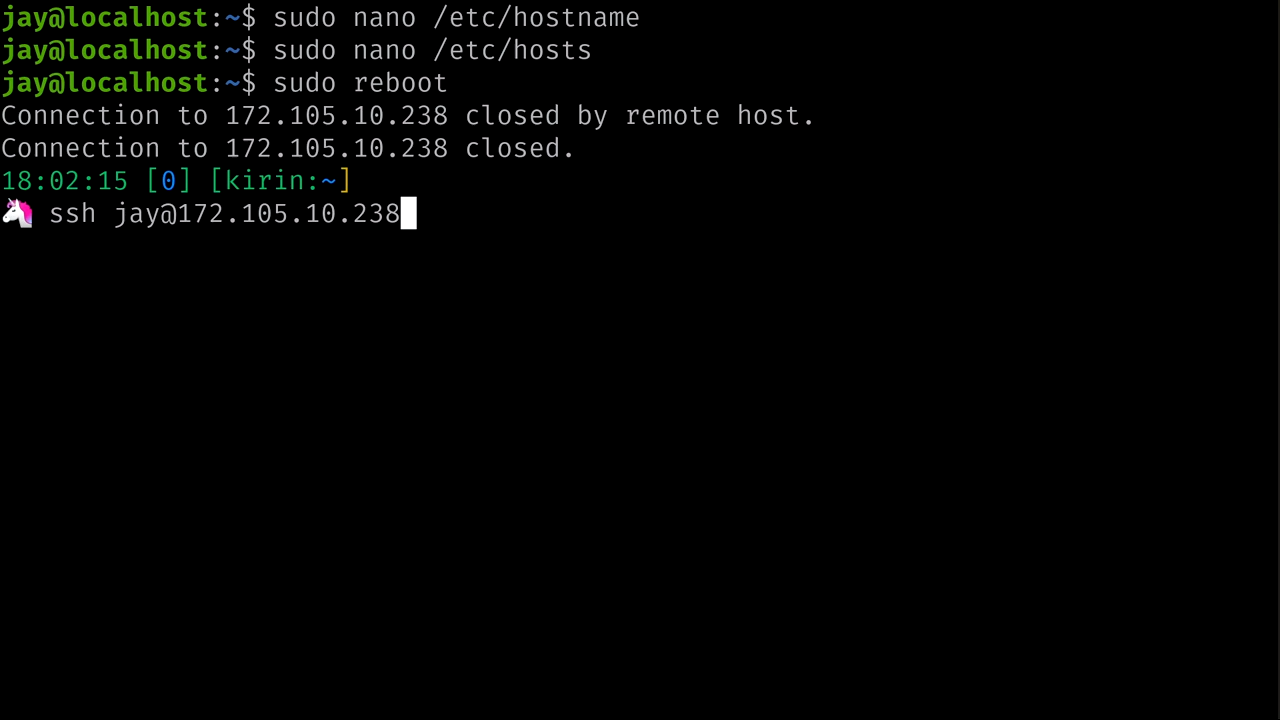 jay@localhost:~$ sudo nano /etc/hostname
jay@localhost:~$ sudo nano /etc/hosts
jay@localhost:~$ sudo reboot
Connection to 172.105.10.238 closed by remote host.
Connection to 172.105.10.238 closed.
18:02:15 [0] [kirin:~]
🦄 ssh jay@172.105.10.238